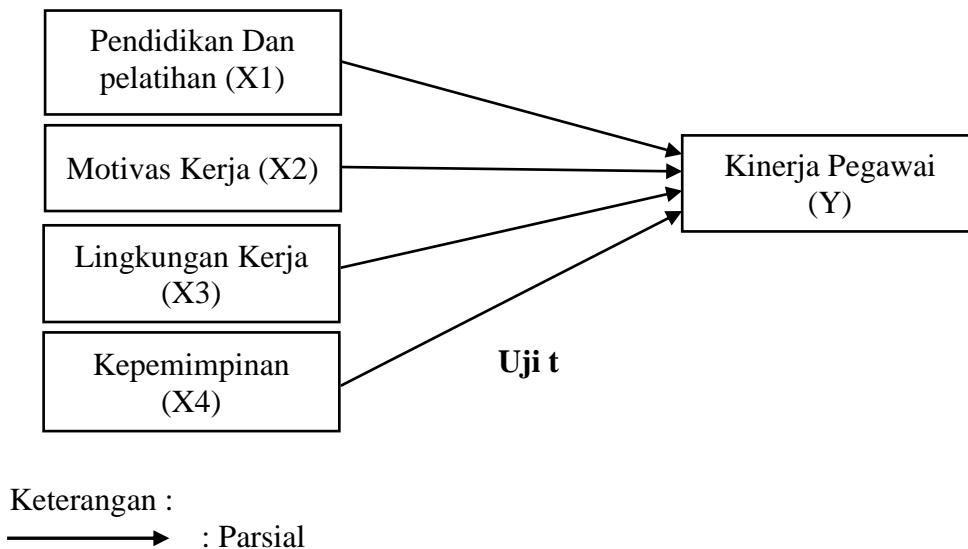 Pendidikan Dan
pelatihan (X1)
Motivas Kerja (X2)
Lingkungan Kerja
(X3)
Kepemimpinan
(X4)
Kinerja Pegawai
(Y)
Uji t
Keterangan :
: Parsial